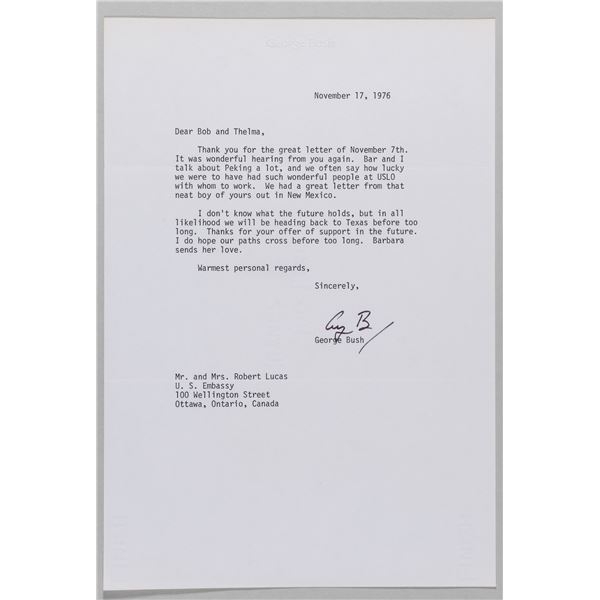 George Bush
November 17, 1976
Dear Bob and Thelma,
Thank you for the great letter of November 7th.
It was wonderful hearing from you again. Bar and I
talk about Peking a lot, and we often say how lucky
we were to have had such wonderful people at USLO
with whom to work. We had a great letter from that
neat boy of yours out in New Mexico.
I don't know what the future holds, but in all
likelihood we will be heading back to Texas before too
long. Thanks for your offer of support in the future.
I do hope our paths cross before too long. Barbara
sends her love.
Warmest personal regards,
Sincerely,
George Bush
Mr. and Mrs. Robert Lucas
U. S. Embassy
100 Wellington Street
Ottawa, Ontario, Canada